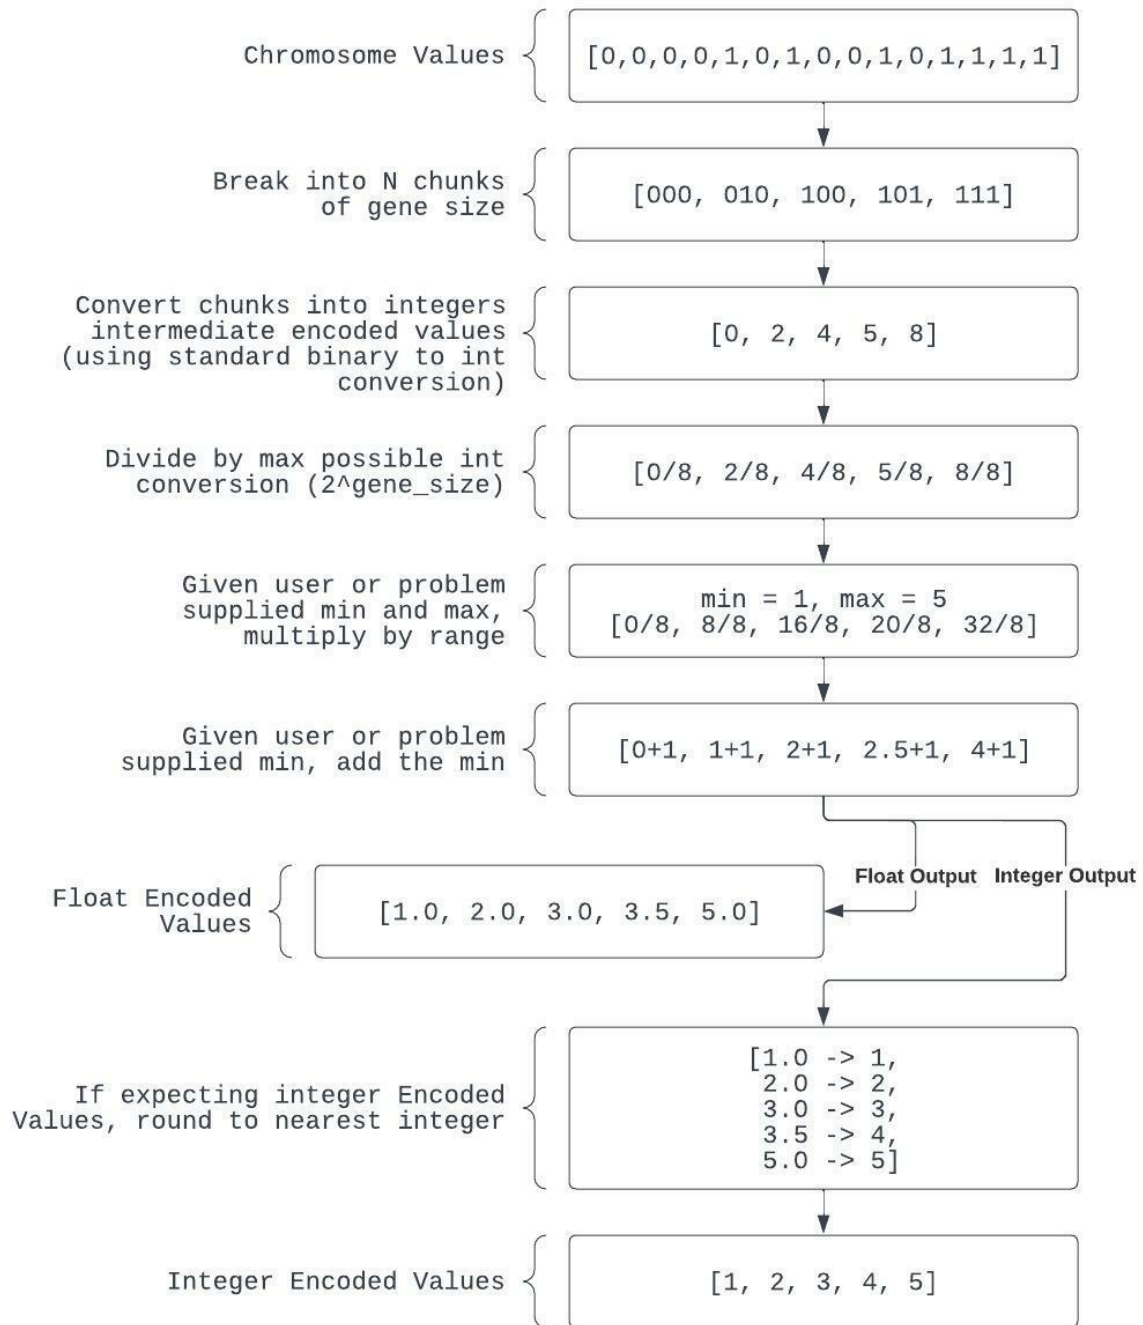 Chromosome Values
[0,0,0,0,1,0,1,0,0,1,0,1,1,1,1]
Break into N chunks
of gene size
[000, 010, 100, 101, 111]
Convert chunks into integers
intermediate encoded values
(using standard binary to int
conversion)
[0, 2, 4, 5, 8]
Divide by max possible int
conversion (2^gene_size)
[0/8, 2/8, 4/8, 5/8, 8/8]
Given user or problem
supplied min and max,
multiply by range
min = 1, max = 5
[0/8, 8/8, 16/8, 20/8, 32/8]
Given user or problem
supplied min, add the min
[0+1, 1+1, 2+1, 2.5+1, 4+1]
Float Output
Integer Output
Float Encoded
Values
[1.0, 2.0, 3.0, 3.5, 5.0]
If expecting integer Encoded
Values, round to nearest integer
[1.0 -> 1,
2.0 -> 2,
3.0 -> 3,
3.5 -> 4,
5.0 -> 5]
Integer Encoded Values
[1, 2, 3, 4, 5]